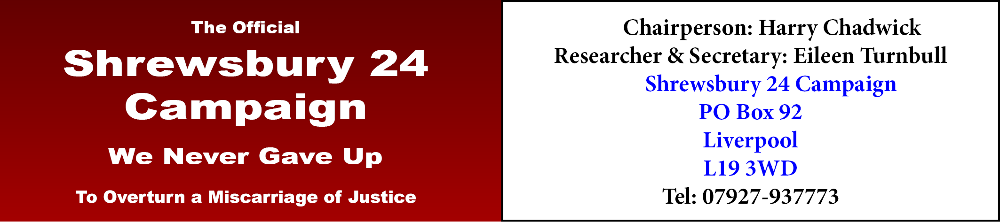 The Official
Shrewsbury 24
Campaign
We Never Gave Up
To Overturn a Miscarriage of Justice
Chairperson: Harry Chadwick
Researcher & Secretary: Eileen Turnbull
Shrewsbury 24 Campaign
PO Box 92
Liverpool
L19 3WD
Tel: 07927-937773